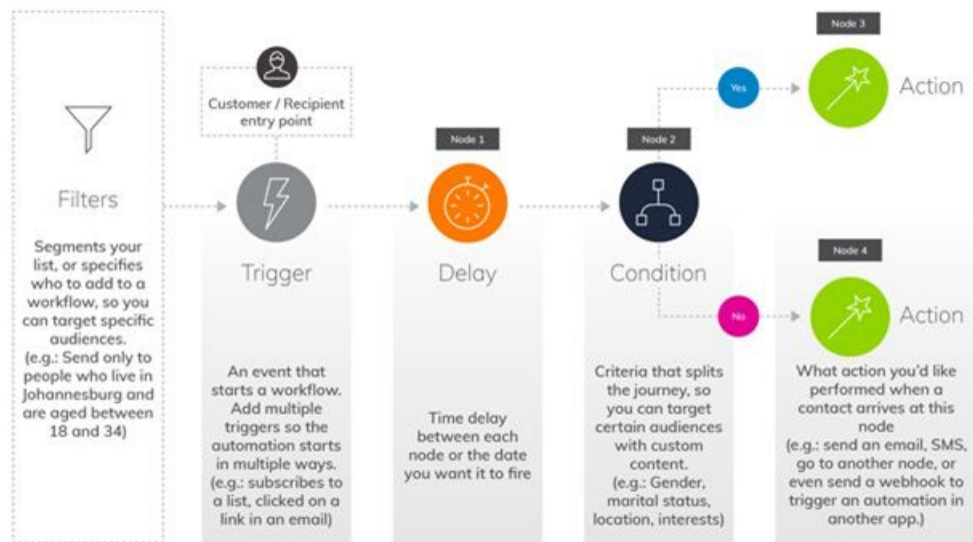 Filters
Segments your
list, or specifies
who to add to a
workflow, so you
can target specific
audiences.
(e.g.: Send only to
people who live in
Johannesburg and
are aged between
18 and 34)
Customer / Recipient
entry point
Trigger
An event that
starts a workflow.
Add multiple
triggers so the
automation starts
in multiple ways.
(e.g.: subscribes to
a list, clicked on a
link in an email)
Node 1
Delay
Time delay
between each
node or the date
you want it to fire
Node 2
Condition
Criteria that splits
the journey, so
you can target
certain audiences
with custom
content.
(e.g.: Gender,
marital status,
location, interests)
Yes
No
Node 3
Action
Node 4
Action
What action you'd like
performed when a
contact arrives at this
node
(e.g.: send an email, SMS,
go to another node, or
even send a webhook to
trigger an automation in
another app.)